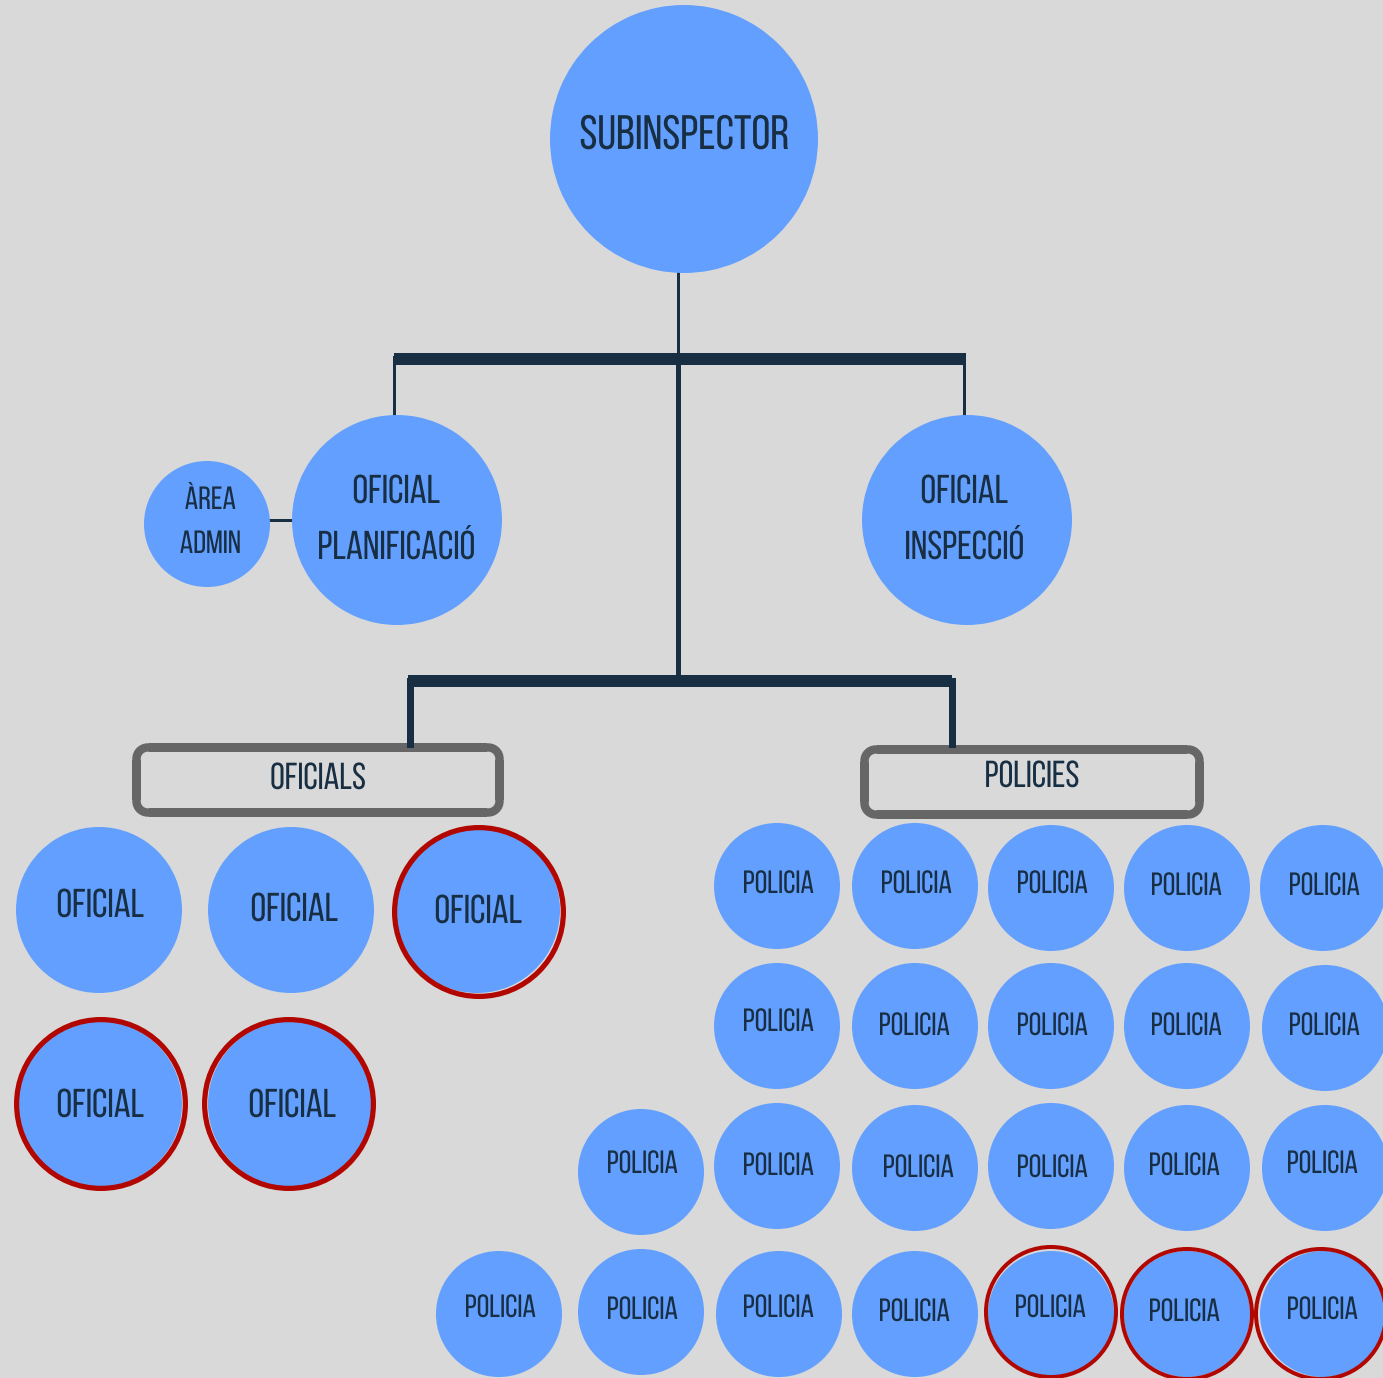 SUBINSPECTOR
OFICIAL
PLANIFICACIÓ
ÀREA
ADMIN
OFICIAL
INSPECCIÓ
OFICIALS
POLICIES
OFICIAL OFICIAL OFICIAL
OFICIAL OFICIAL
POLICIA POLICIA POLICIA POLICIA POLICIA
POLICIA POLICIA POLICIA POLICIA POLICIA
POLICIA POLICIA POLICIA POLICIA POLICIA POLICIA
POLICIA POLICIA POLICIA POLICIA POLICIA POLICIA POLICIA